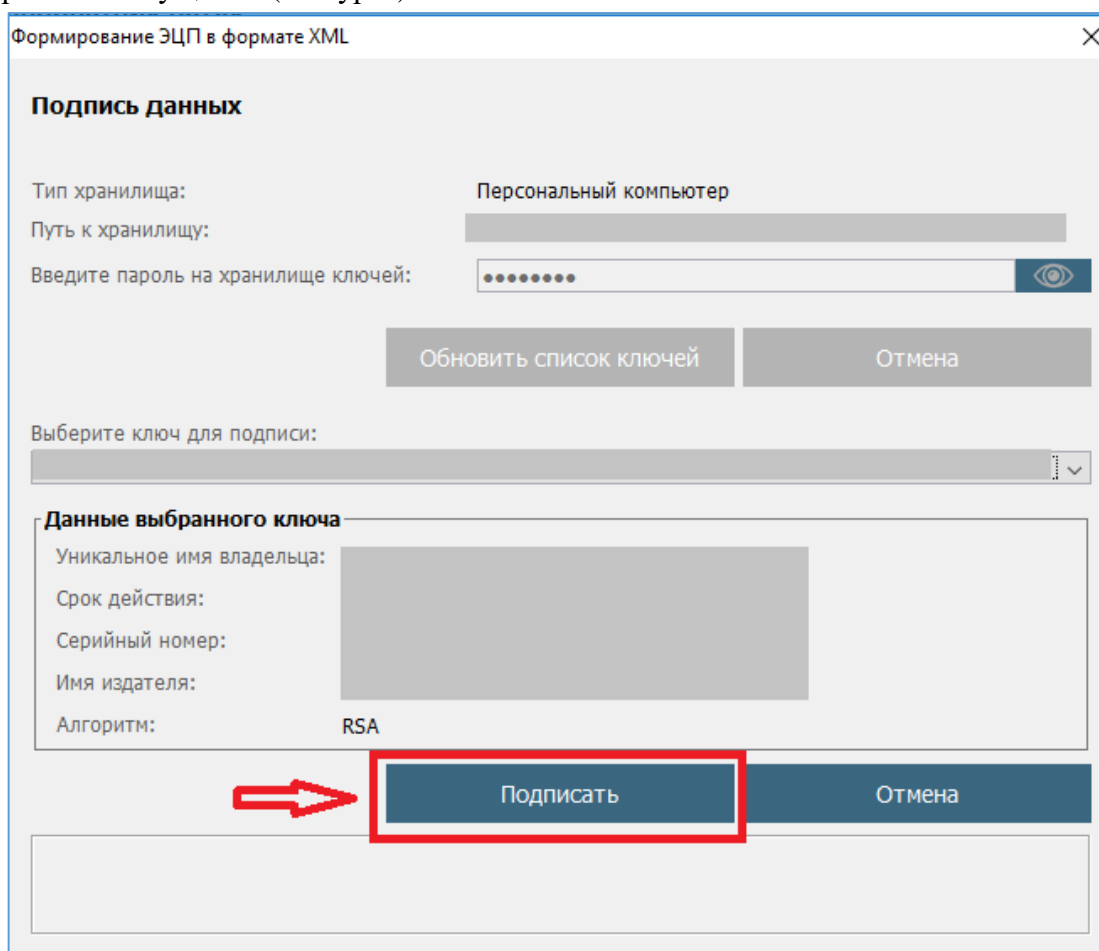 Формирование ЭЦП в формате XML
Подпись данных
Тип хранилища: Персональный компьютер
Путь к хранилищу:
Введите пароль на хранилище ключей: ●●●●●●●●
Обновить список ключей Отмена
Выберите ключ для подписи:
Данные выбранного ключа
Уникальное имя владельца:
Срок действия:
Серийный номер:
Имя издателя:
Алгоритм: RSA
Подписать Отмена